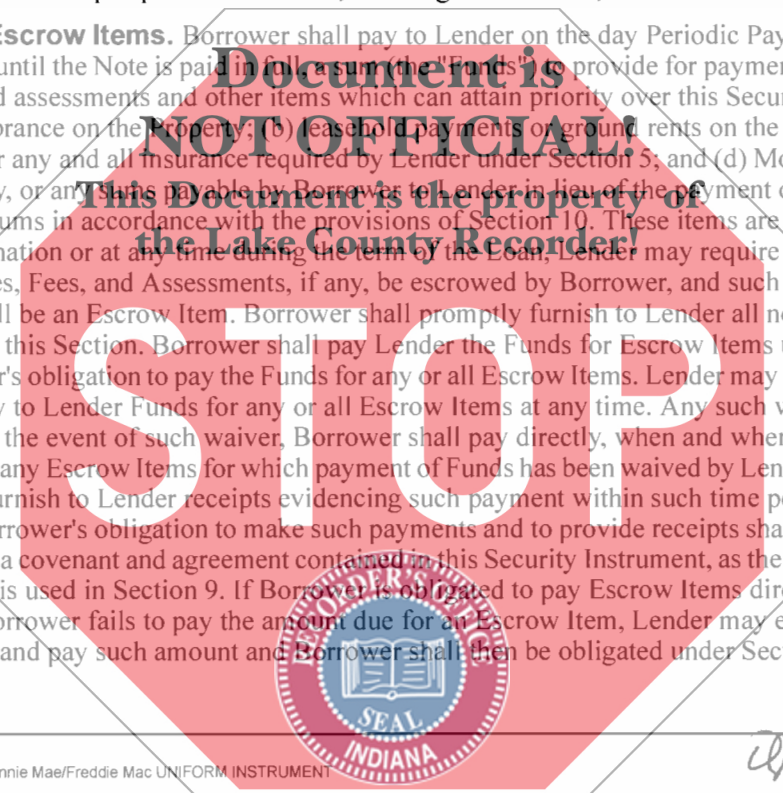 Escrow Items. Borrower shall pay to Lender on the day Periodic Pay
Document is
until the Note is paid in full, a sum (the "Funds") to provide for paymen
d assessments and other items which can attain priority over this Secur
NOT OFFICIAL!
brance on the Property; (b) leasehold payments or ground rents on the
r any and all insurance required by Lender under Section 5; and (d) Mo
This Document is the property of
y, or any sums payable by Borrower to Lender in lieu of the payment o
ums in accordance with the provisions of Section 10. These items are
the Lake County Recorder!
nation or at any time during the term of the Loan, Lender may require
es, Fees, and Assessments, if any, be escrowed by Borrower, and such
ll be an Escrow Item. Borrower shall promptly furnish to Lender all no
this Section. Borrower shall pay Lender the Funds for Escrow Items
r's obligation to pay the Funds for any or all Escrow Items. Lender may
STOP
y to Lender Funds for any or all Escrow Items at any time. Any such w
the event of such waiver, Borrower shall pay directly, when and wher
any Escrow Items for which payment of Funds has been waived by Len
urnish to Lender receipts evidencing such payment within such time p
rrower's obligation to make such payments and to provide receipts sha
a covenant and agreement contained in this Security Instrument, as the
is used in Section 9. If Borrower is obligated to pay Escrow Items dire
orrower fails to pay the amount due for an Escrow Item, Lender may e
and pay such amount and Borrower shall then be obligated under Sec
RECORDER'S OFFICE
SEAL
INDIANA
nnie Mae/Freddie Mac UNIFORM INSTRUMENT